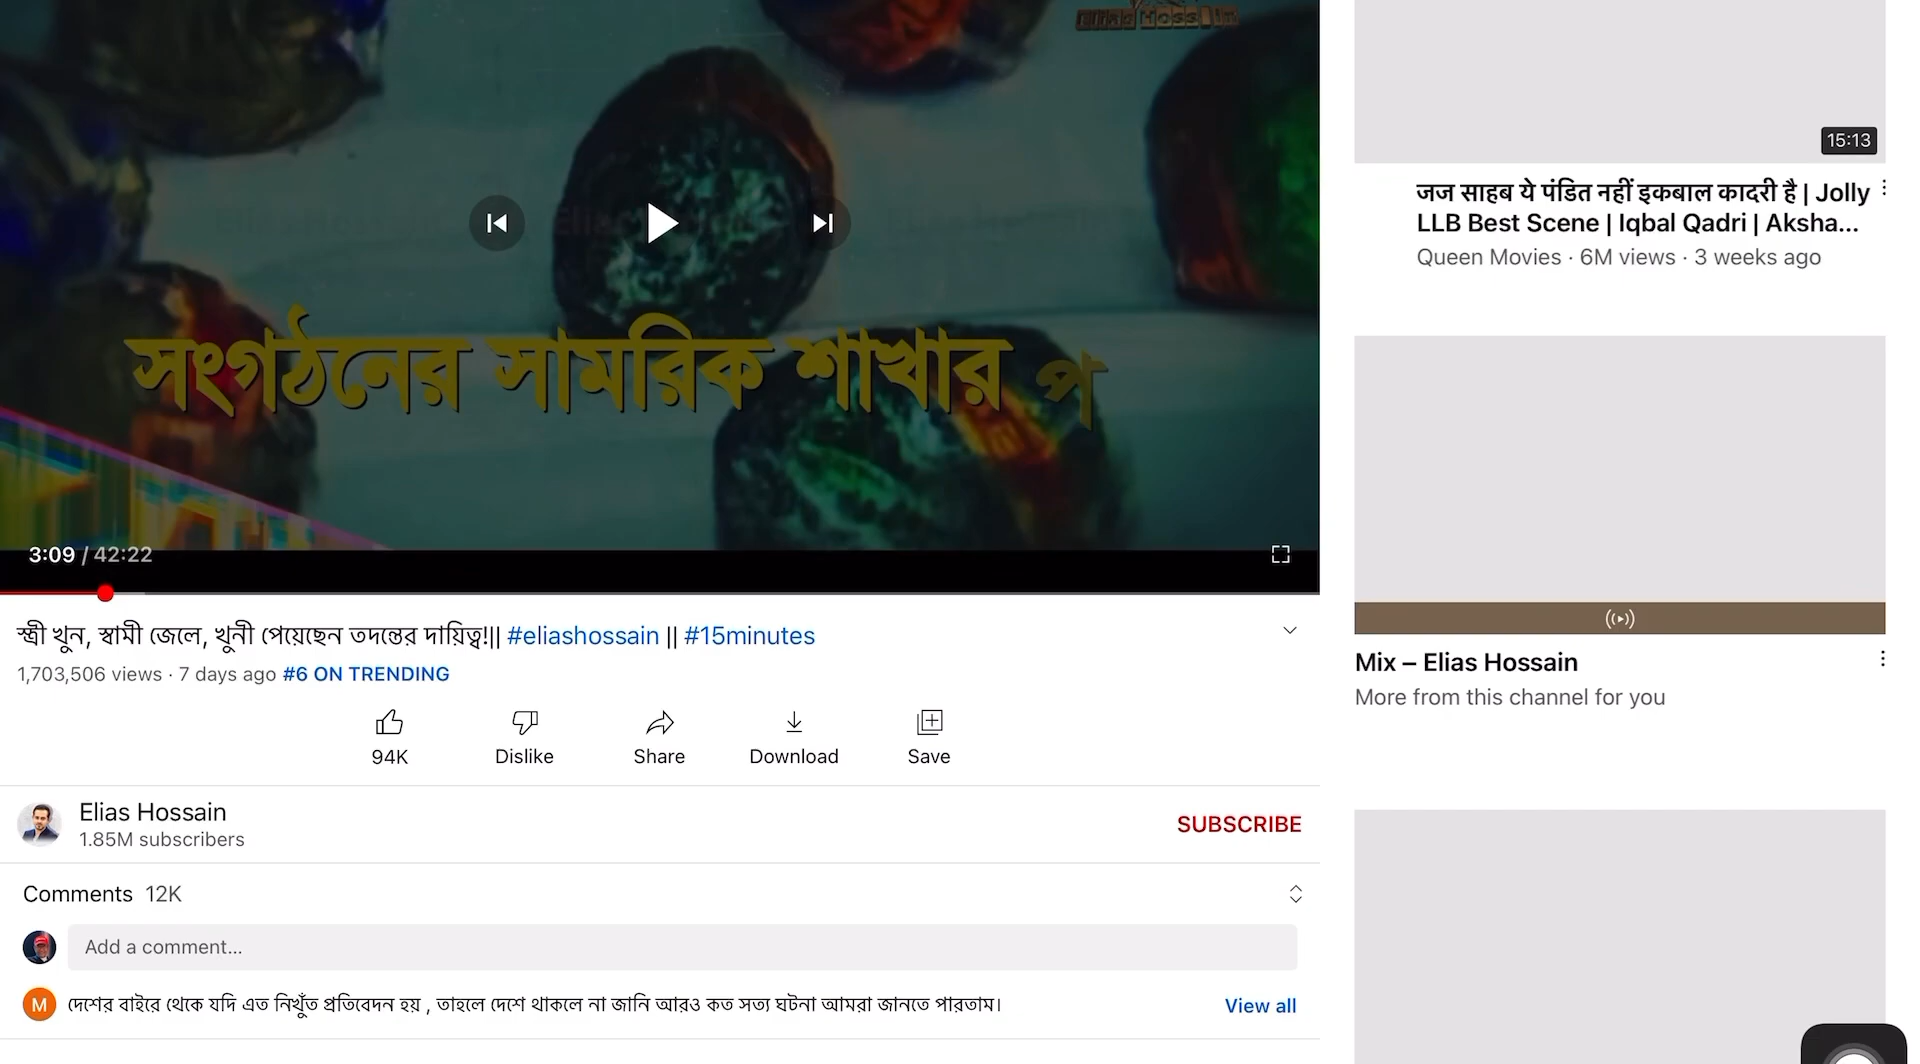 Elias Hossain
সংগঠনের সামরিক শাখার প
3:09 / 42:22
স্ত্রী খুন, স্বামী জেলে, খুনী পেয়েছেন তদন্তের দায়িত্ব!|| #eliashossain || #15minutes
1,703,506 views · 7 days ago #6 ON TRENDING
94K
Dislike
Share
Download
Save
Elias Hossain
1.85M subscribers
SUBSCRIBE
Comments 12K
Add a comment...
M
দেশের বাইরে থেকে যদি এত নিখুঁত প্রতিবেদন হয় , তাহলে দেশে থাকলে না জানি আরও কত সত্য ঘটনা আমরা জানতে পারতাম।
View all
15:13
जज साहब ये पंडित नहीं इकबाल कादरी है | Jolly
LLB Best Scene | Iqbal Qadri | Aksha...
Queen Movies · 6M views · 3 weeks ago
Mix – Elias Hossain
More from this channel for you